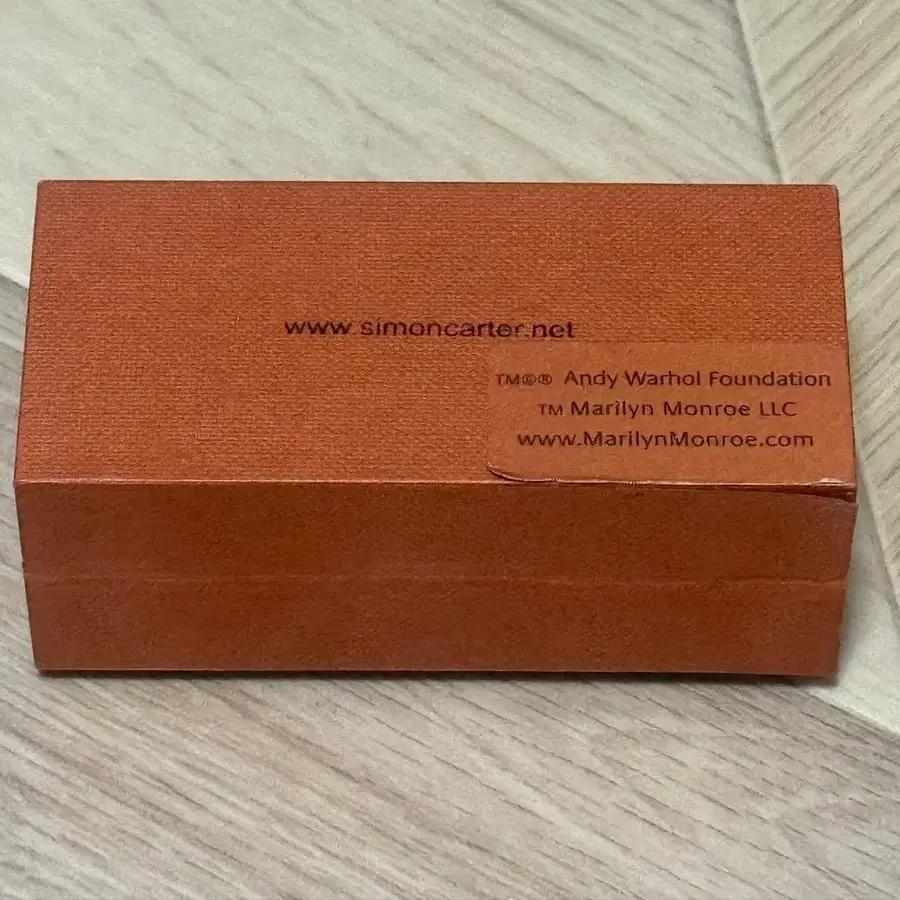 www.simoncarter.net
TM©® Andy Warhol Foundation
TM Marilyn Monroe LLC
www.MarilynMonroe.com